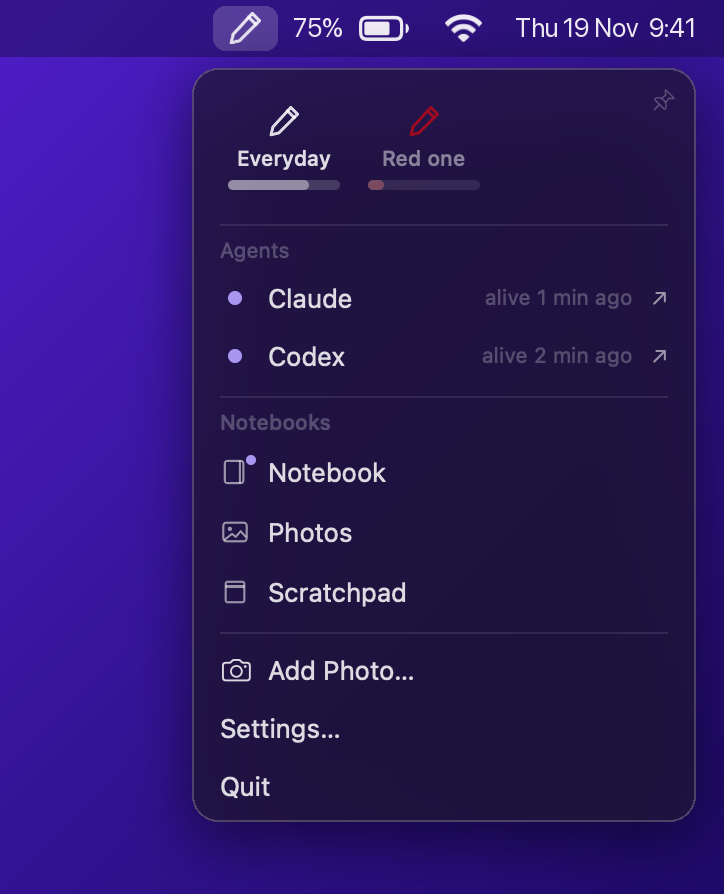 75% Thu 19 Nov 9:41
Everyday Red one
Agents
Claude alive 1 min ago
Codex alive 2 min ago
Notebooks
Notebook
Photos
Scratchpad
Add Photo...
Settings...
Quit